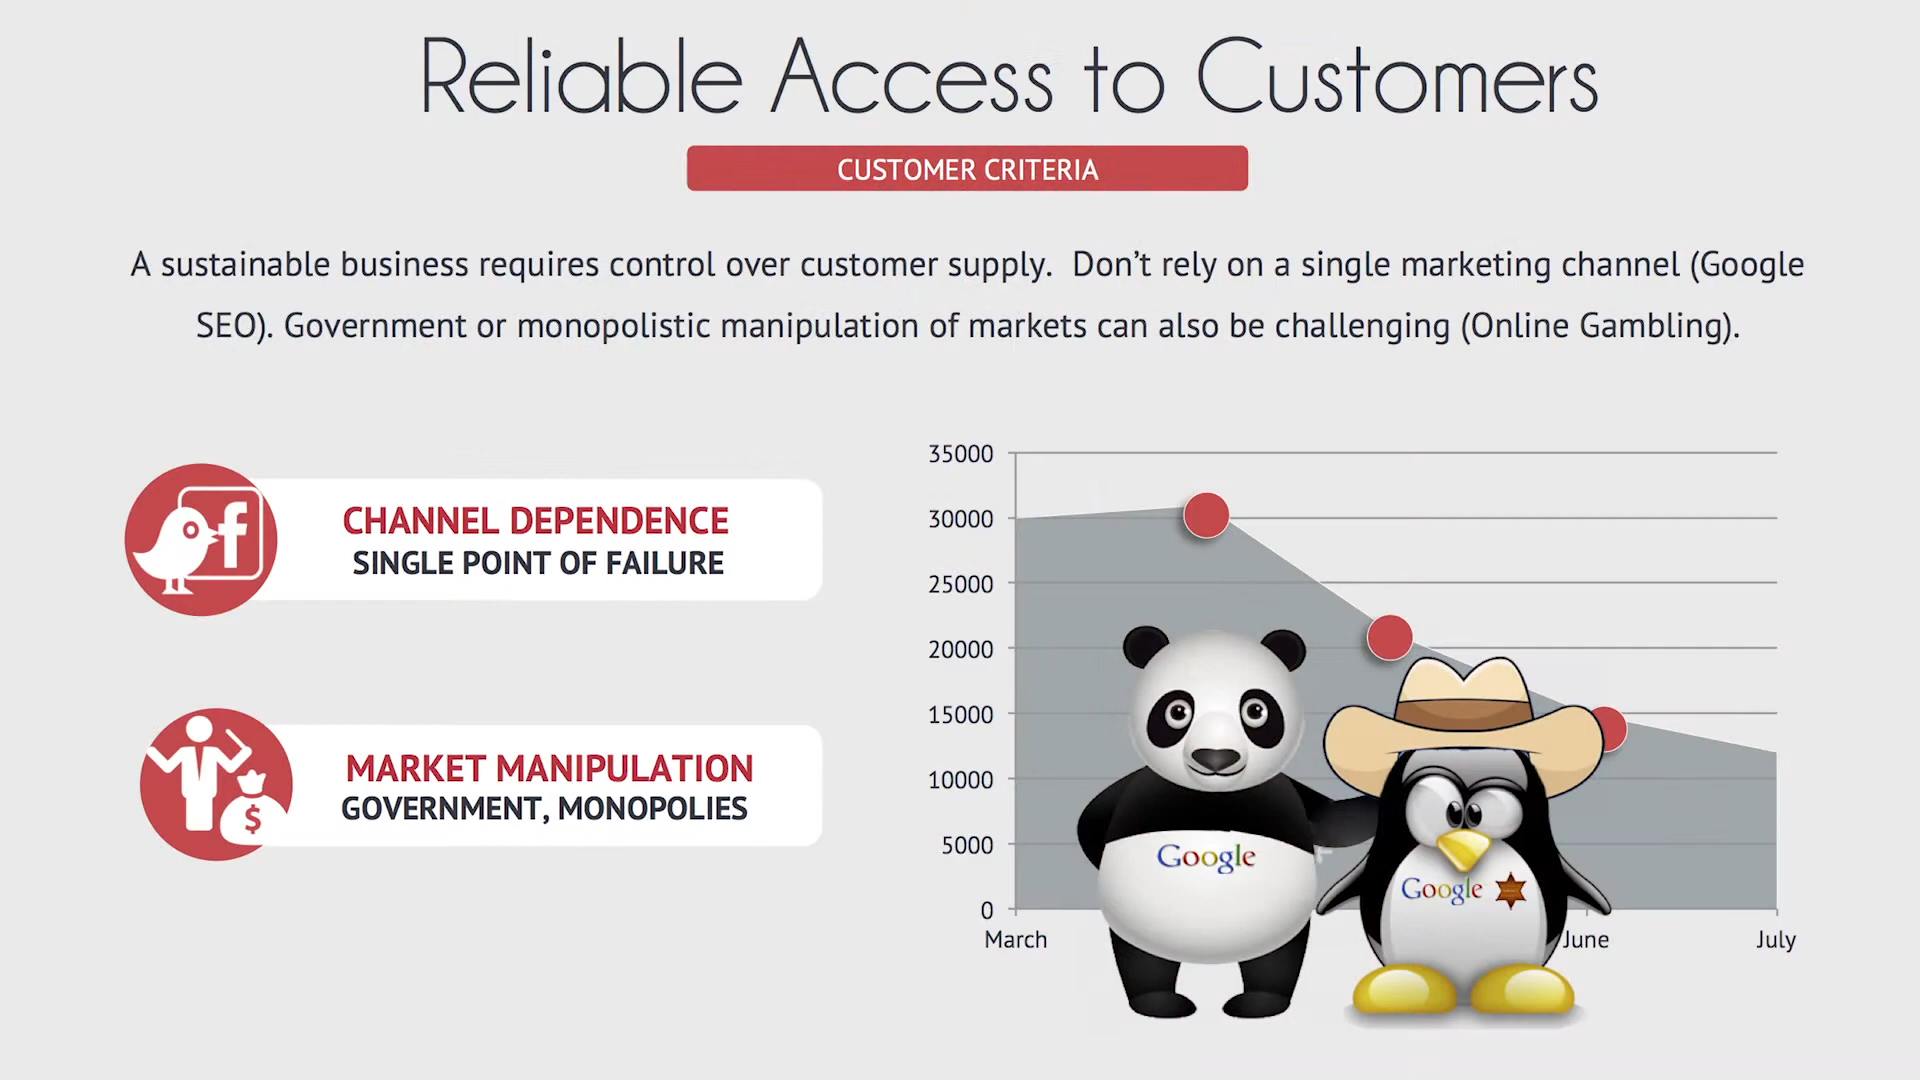 Reliable Access to Customers
CUSTOMER CRITERIA
A sustainable business requires control over customer supply.  Don’t rely on a single marketing channel (Google
SEO). Government or monopolistic manipulation of markets can also be challenging (Online Gambling).
CHANNEL DEPENDENCE
SINGLE POINT OF FAILURE
MARKET MANIPULATION
GOVERNMENT, MONOPOLIES
35000
30000
25000
20000
15000
10000
5000
0
March
June
July
Google
Google